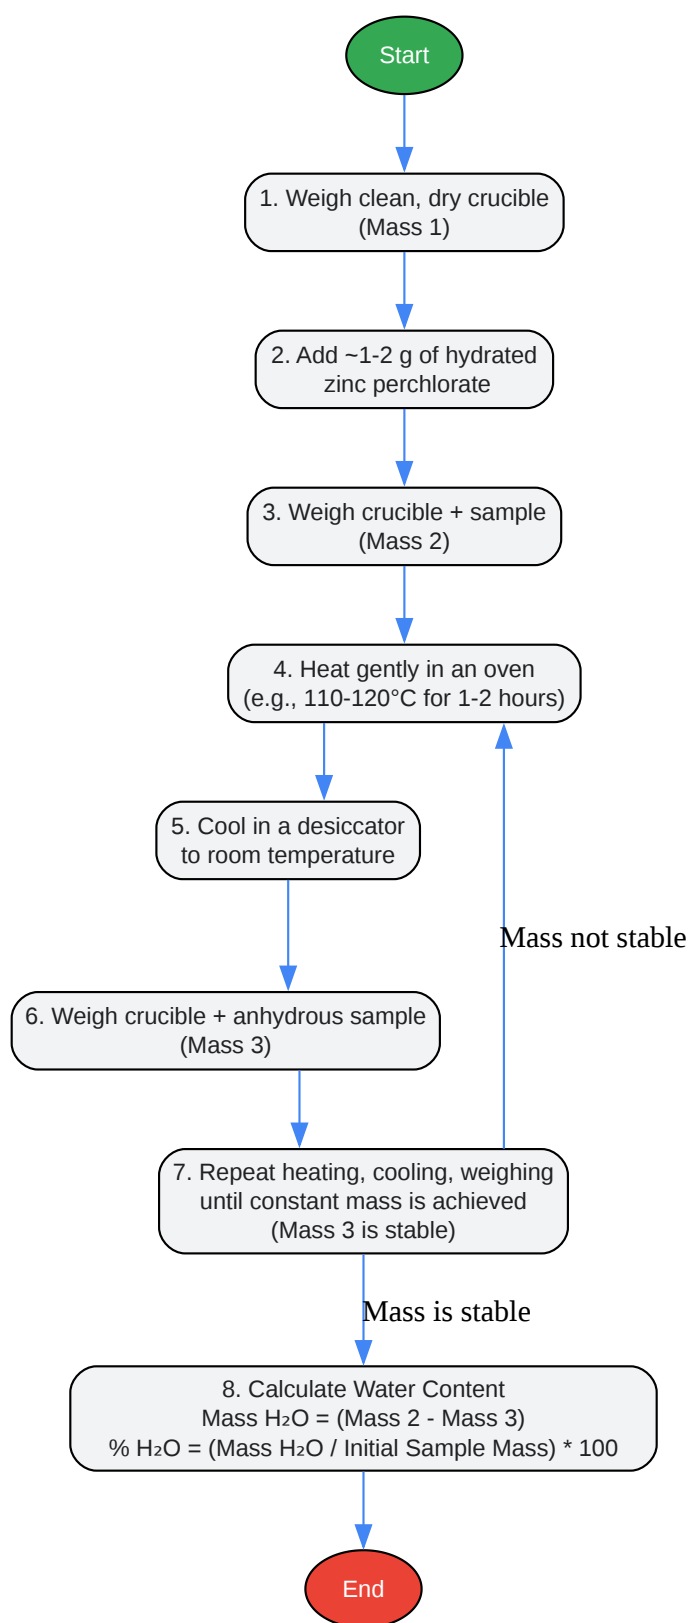 Start
1. Weigh clean, dry crucible
(Mass 1)
2. Add ~1-2 g of hydrated
zinc perchlorate
3. Weigh crucible + sample
(Mass 2)
4. Heat gently in an oven
(e.g., 110-120°C for 1-2 hours)
5. Cool in a desiccator
to room temperature
Mass not stable
6. Weigh crucible + anhydrous sample
(Mass 3)
7. Repeat heating, cooling, weighing
until constant mass is achieved
(Mass 3 is stable)
Mass is stable
8. Calculate Water Content
Mass H₂O = (Mass 2 - Mass 3)
% H₂O = (Mass H₂O / Initial Sample Mass) * 100
End